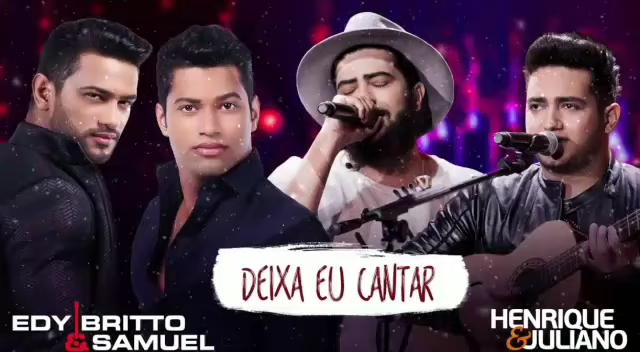 DEIXA EU CANTAR
EDY BRITTO
& SAMUEL
HENRIQUE
& JULIANO